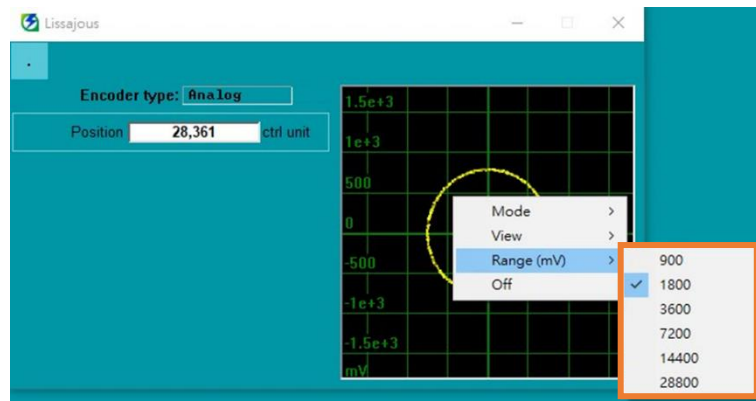 Lissajous
.
Encoder type: Analog
Position 28,361 ctrl unit
1.5e+3
1e+3
500
0
-500
-1e+3
-1.5e+3
mV
Mode
View
Range (mV)
Off
900
1800
3600
7200
14400
28800